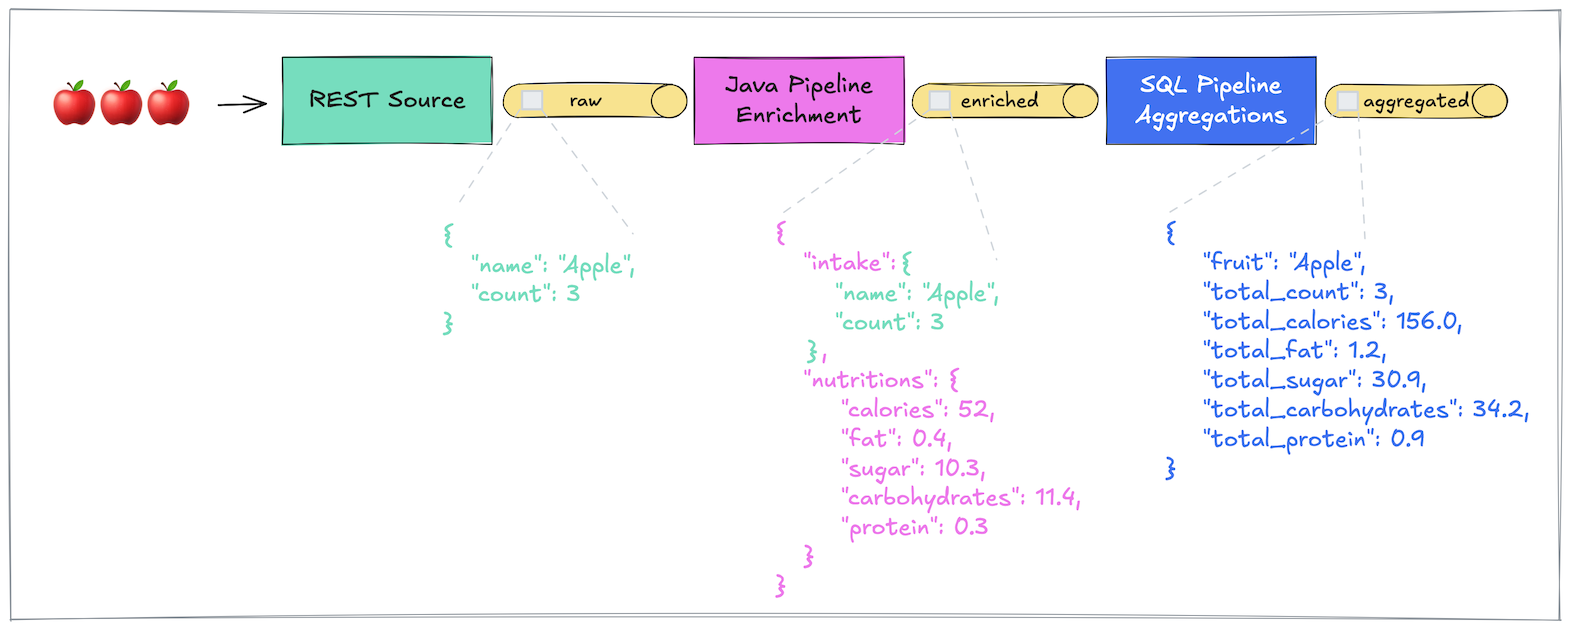 REST Source
raw
Java Pipeline
Enrichment
enriched
SQL Pipeline
Aggregations
aggregated
{
"name": "Apple",
"count": 3
}
{
"intake": {
"name": "Apple",
"count": 3
},
"nutritions": {
"calories": 52,
"fat": 0.4,
"sugar": 10.3,
"carbohydrates": 11.4,
"protein": 0.3
}
}
{
"fruit": "Apple",
"total_count": 3,
"total_calories": 156.0,
"total_fat": 1.2,
"total_sugar": 30.9,
"total_carbohydrates": 34.2,
"total_protein": 0.9
}